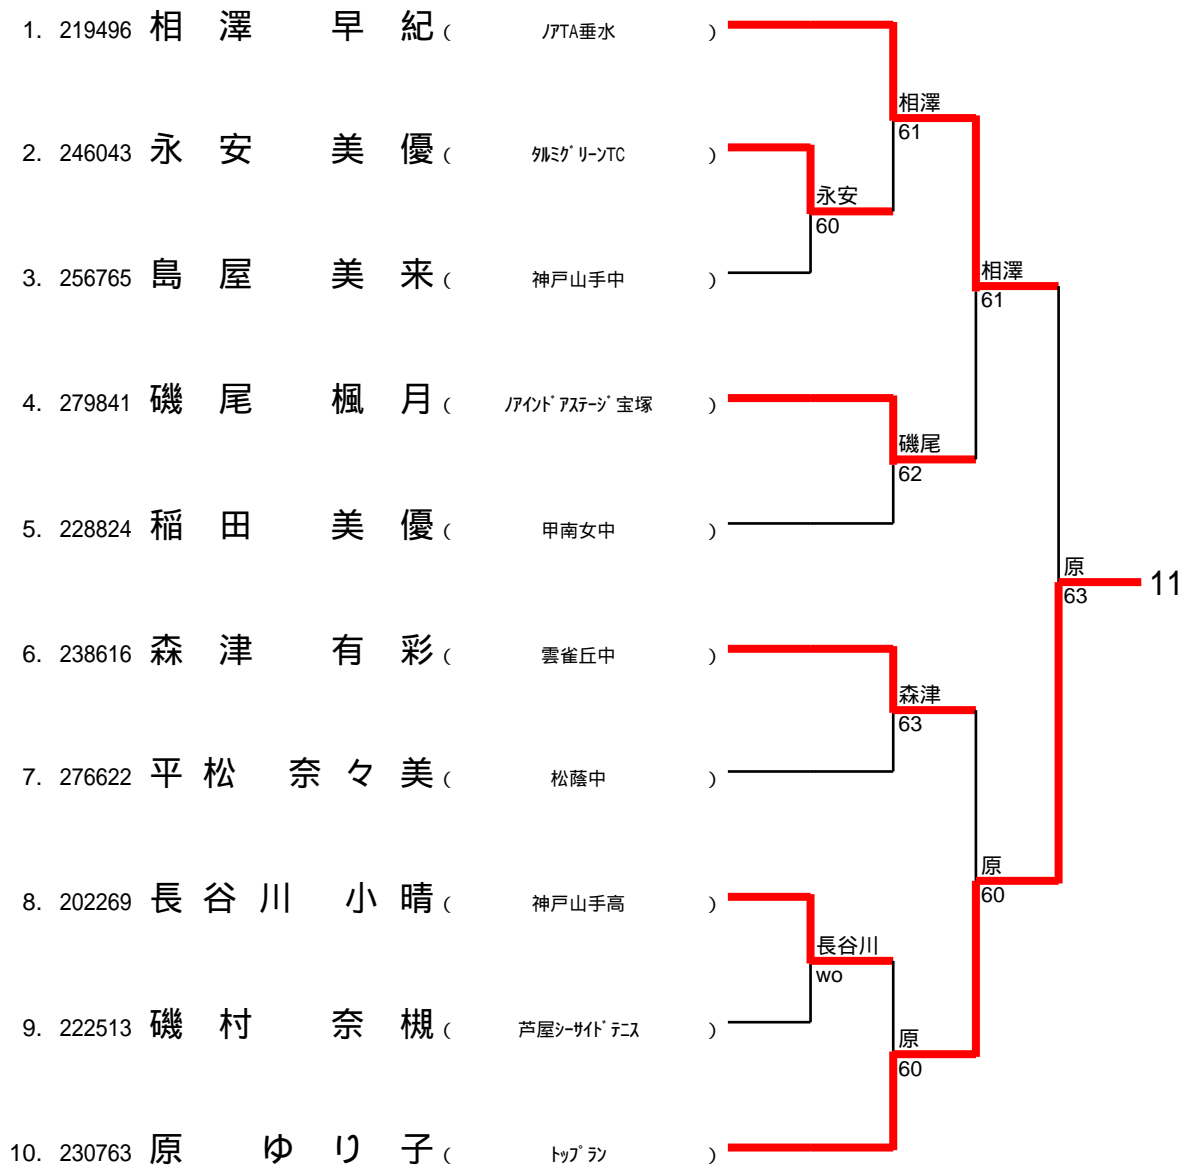 1. 219496 相 澤 早 紀 ( ﾉｱTA垂水 )
相澤
61
2. 246043 永 安 美 優 ( ﾀﾙﾐｸﾞﾘｰﾝTC )
永安
60
3. 256765 島 屋 美 来 ( 神戸山手中 )
相澤
61
4. 279841 磯 尾 楓 月 ( ﾉｱｲﾝﾄﾞｱｽﾃｰｼﾞ宝塚 )
磯尾
62
5. 228824 稲 田 美 優 ( 甲南女中 )
原
63
11
6. 238616 森 津 有 彩 ( 雲雀丘中 )
森津
63
7. 276622 平 松 奈 々 美 ( 松蔭中 )
原
60
8. 202269 長 谷 川 小 晴 ( 神戸山手高 )
長谷川
wo
9. 222513 磯 村 奈 槻 ( 芦屋ｼｰｻｲﾄﾞﾃﾆｽ )
原
60
10. 230763 原 ゆ り 子 ( ﾄｯﾌﾟﾗﾝ )